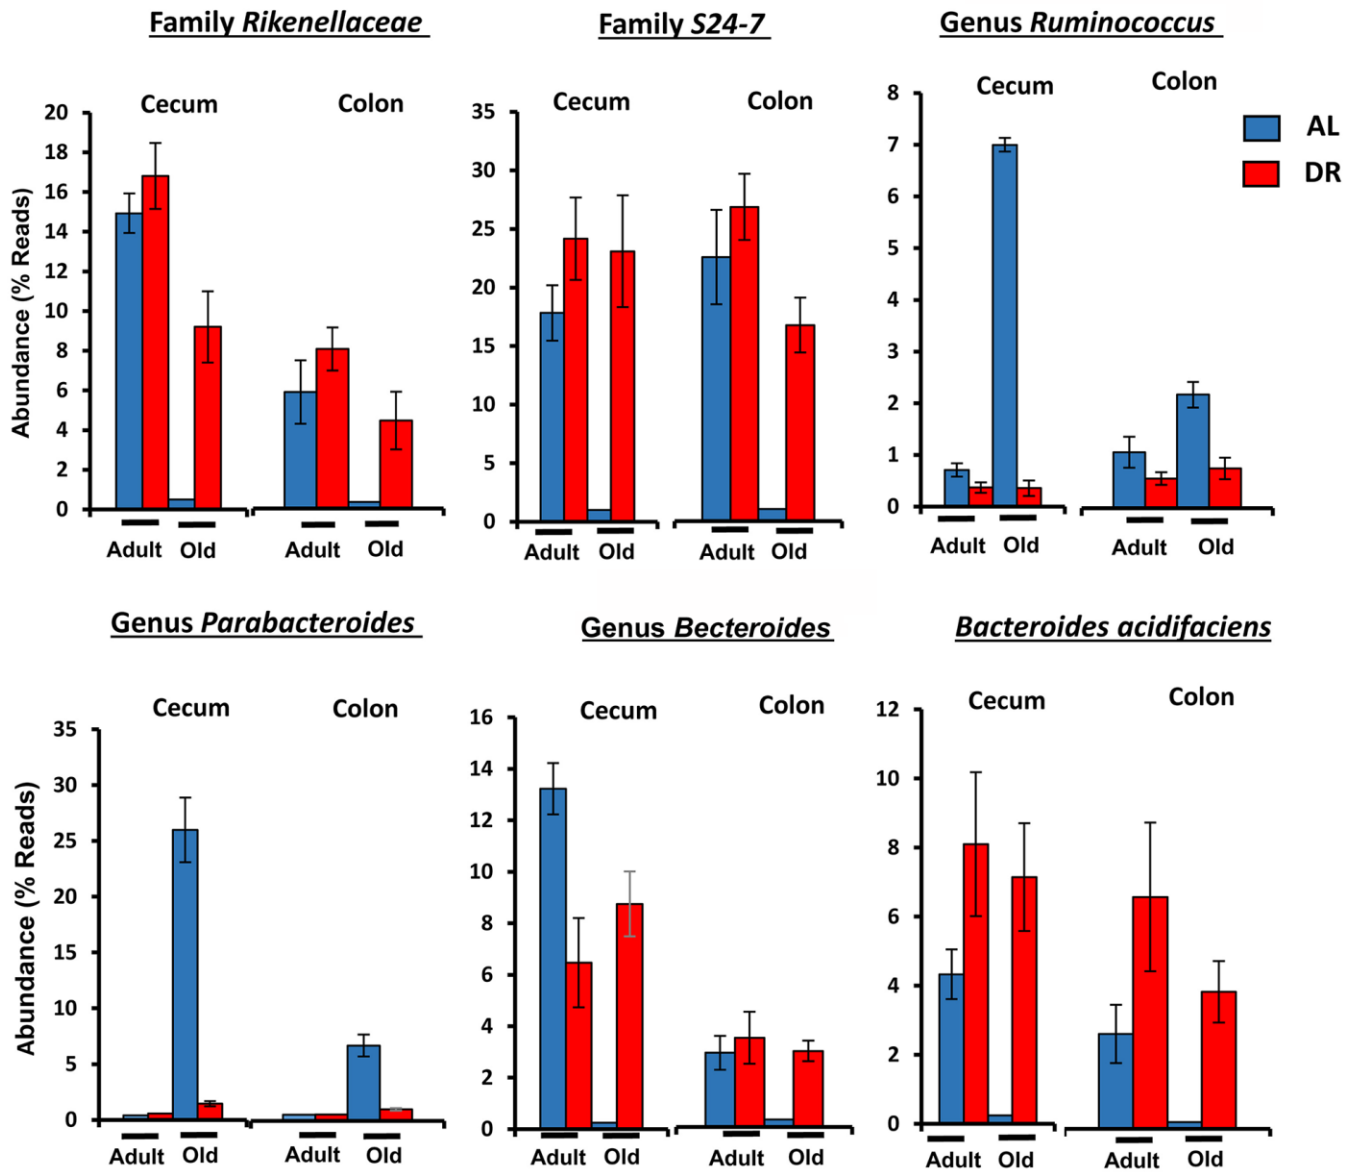 Family Rikenellaceae
Family S24-7
Genus Ruminococcus
Cecum
Colon
Cecum
Colon
Cecum
Colon
AL
DR
Abundance (% Reads)
20
18
16
14
12
10
8
6
4
2
0
35
30
25
20
15
10
5
0
8
7
6
5
4
3
2
1
0
Adult
Old
Adult
Old
Adult
Old
Adult
Old
Adult
Old
Adult
Old
Genus Parabacteroides
Genus Becteroides
Bacteroides acidifaciens
Cecum
Colon
Cecum
Colon
Cecum
Colon
Abundance (% Reads)
35
30
25
20
15
10
5
0
16
14
12
10
8
6
4
2
0
12
10
8
6
4
2
0
Adult
Old
Adult
Old
Adult
Old
Adult
Old
Adult
Old
Adult
Old